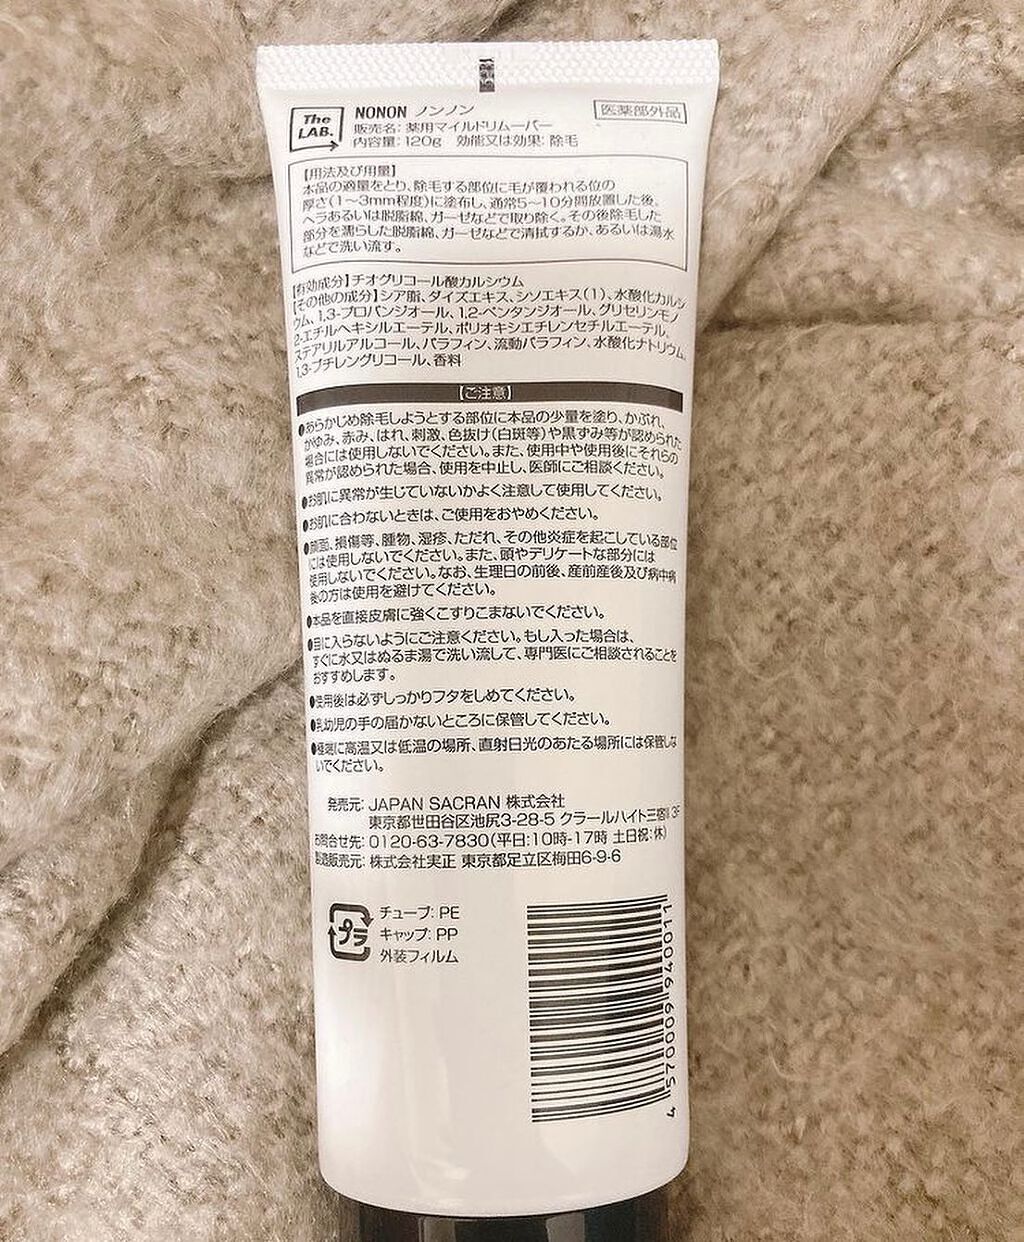 The
LAB.
NONON ノンノン
医薬部外品
販売名: 薬用マイルドリムーバー
内容量: 120g 効能又は効果: 除毛
【用法及び用量】
本品の適量をとり、除毛する部位に毛が覆われる位の
厚さ(1〜3mm程度)に塗布し、通常5〜10分間放置した後、
ヘラあるいは脱脂綿、ガーゼなどで取り除く。その後除毛した
部分を濡らした脱脂綿、ガーゼなどで清拭するか、あるいは湯水
などで洗い流す。
【有効成分】チオグリコール酸カルシウム
【その他の成分】シア脂、ダイズエキス、シソエキス(1)、水酸化カルシ
ウム、1,3-プロパンジオール、1,2-ペンタンジオール、グリセリンモノ
2-エチルヘキシルエーテル、ポリオキシエチレンセチルエーテル、
ステアリルアルコール、パラフィン、流動パラフィン、水酸化ナトリウム、
1,3-ブチレングリコール、香料
【ご注意】
●あらかじめ除毛しようとする部位に本品の少量を塗り、かぶれ、
かゆみ、赤み、はれ、刺激、色抜け(白斑等)や黒ずみ等が認められた
場合には使用しないでください。また、使用中や使用後にそれらの
異常が認められた場合、使用を中止し、医師にご相談ください。
●お肌に異常が生じていないかよく注意して使用してください。
●お肌に合わないときは、ご使用をおやめください。
●顔面、損傷等、腫物、湿疹、ただれ、その他炎症を起こしている部位
には使用しないでください。また、頭やデリケートな部分には
使用しないでください。なお、生理日の前後、産前産後及び病中病
後の方は使用を避けてください。
●本品を直接皮膚に強くこすりこまないでください。
●目に入らないようにご注意ください。もし入った場合は、
すぐに水又はぬるま湯で洗い流して、専門医にご相談されることを
おすすめします。
●使用後は必ずしっかりフタをしめてください。
●乳幼児の手の届かないところに保管してください。
●極端に高温又は低温の場所、直射日光のあたる場所には保管しな
いでください。
発売元: JAPAN SACRAN 株式会社
東京都世田谷区池尻3-28-5 クラールハイト三宿II 3F
お問合せ先: 0120-63-7830(平日:10時-17時 土日祝:休)
製造販売元: 株式会社実正 東京都足立区梅田6-9-6
プラ
チューブ: PE
キャップ: PP
外装フィルム
4 570009 940011